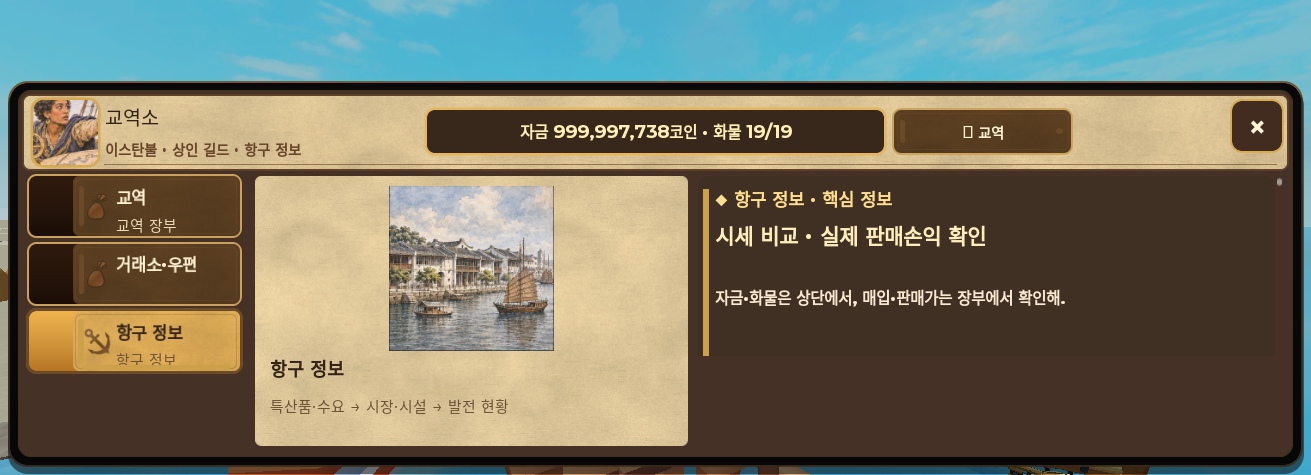 교역소
이스탄불 · 상인 길드 · 항구 정보
자금 999,997,738코인 · 화물 19/19
교역
×
교역
교역 장부
거래소·우편
항구 정보
항구 정보
항구 정보
특산품·수요 → 시장·시설 → 발전 현황
◆ 항구 정보 · 핵심 정보
시세 비교 · 실제 판매손익 확인
자금·화물은 상단에서, 매입·판매가는 장부에서 확인해.